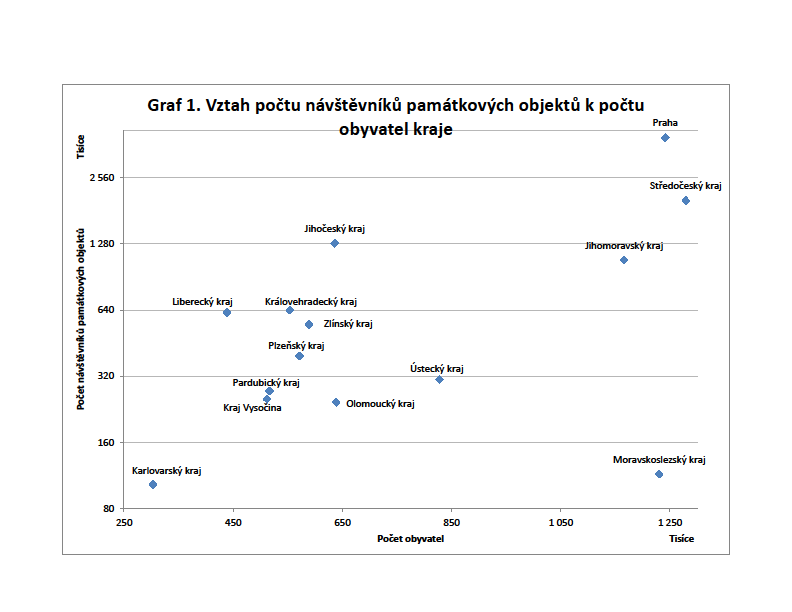 Graf 1. Vztah počtu návštěvníků památkových objektů k počtu
obyvatel kraje
Tisíce
Počet návštěvníků památkových objektů
Praha
2 560
Středočeský kraj
Jihočeský kraj
1 280
Jihomoravský kraj
Liberecký kraj
Královehradecký kraj
640
Zlínský kraj
Plzeňský kraj
Ústecký kraj
320
Pardubický kraj
Kraj Vysočina
Olomoucký kraj
160
Moravskoslezský kraj
Karlovarský kraj
80
250 450 650 850 1 050 1 250
Počet obyvatel
Tisíce